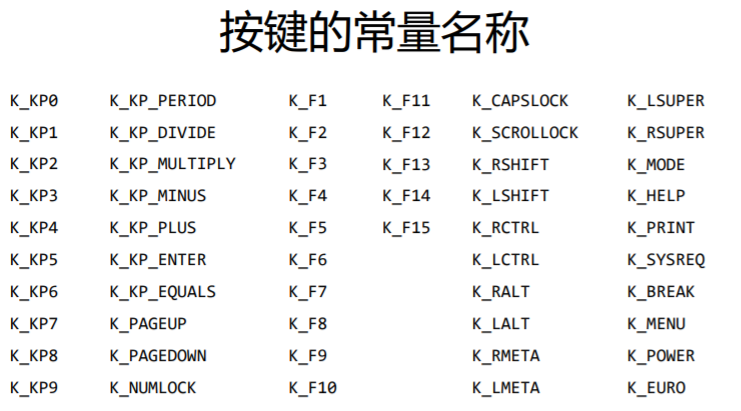 按键的常量名称
K_KP0 K_KP_PERIOD K_F1 K_F11 K_CAPSLOCK K_LSUPER
K_KP1 K_KP_DIVIDE K_F2 K_F12 K_SCROLLOCK K_RSUPER
K_KP2 K_KP_MULTIPLY K_F3 K_F13 K_RSHIFT K_MODE
K_KP3 K_KP_MINUS K_F4 K_F14 K_LSHIFT K_HELP
K_KP4 K_KP_PLUS K_F5 K_F15 K_RCTRL K_PRINT
K_KP5 K_KP_ENTER K_F6 K_LCTRL K_SYSREQ
K_KP6 K_KP_EQUALS K_F7 K_RALT K_BREAK
K_KP7 K_PAGEUP K_F8 K_LALT K_MENU
K_KP8 K_PAGEDOWN K_F9 K_RMETA K_POWER
K_KP9 K_NUMLOCK K_F10 K_LMETA K_EURO